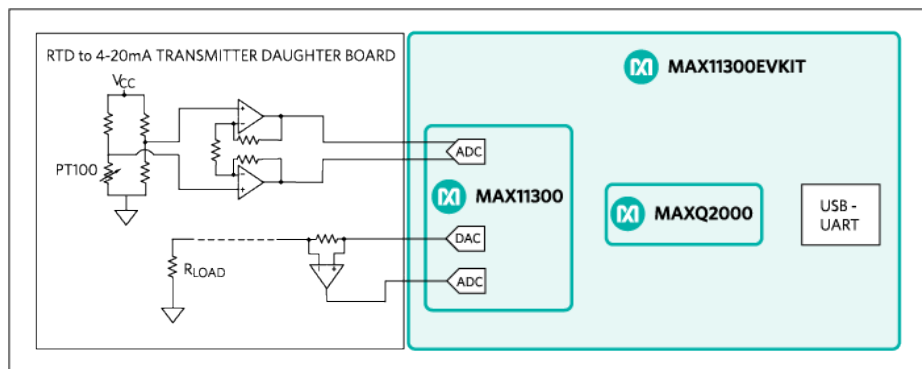 RTD to 4-20mA TRANSMITTER DAUGHTER BOARD
VCC
PT100
RLOAD
MAX11300EVKIT
ADC
MAX11300
DAC
ADC
MAXQ2000
USB -
UART